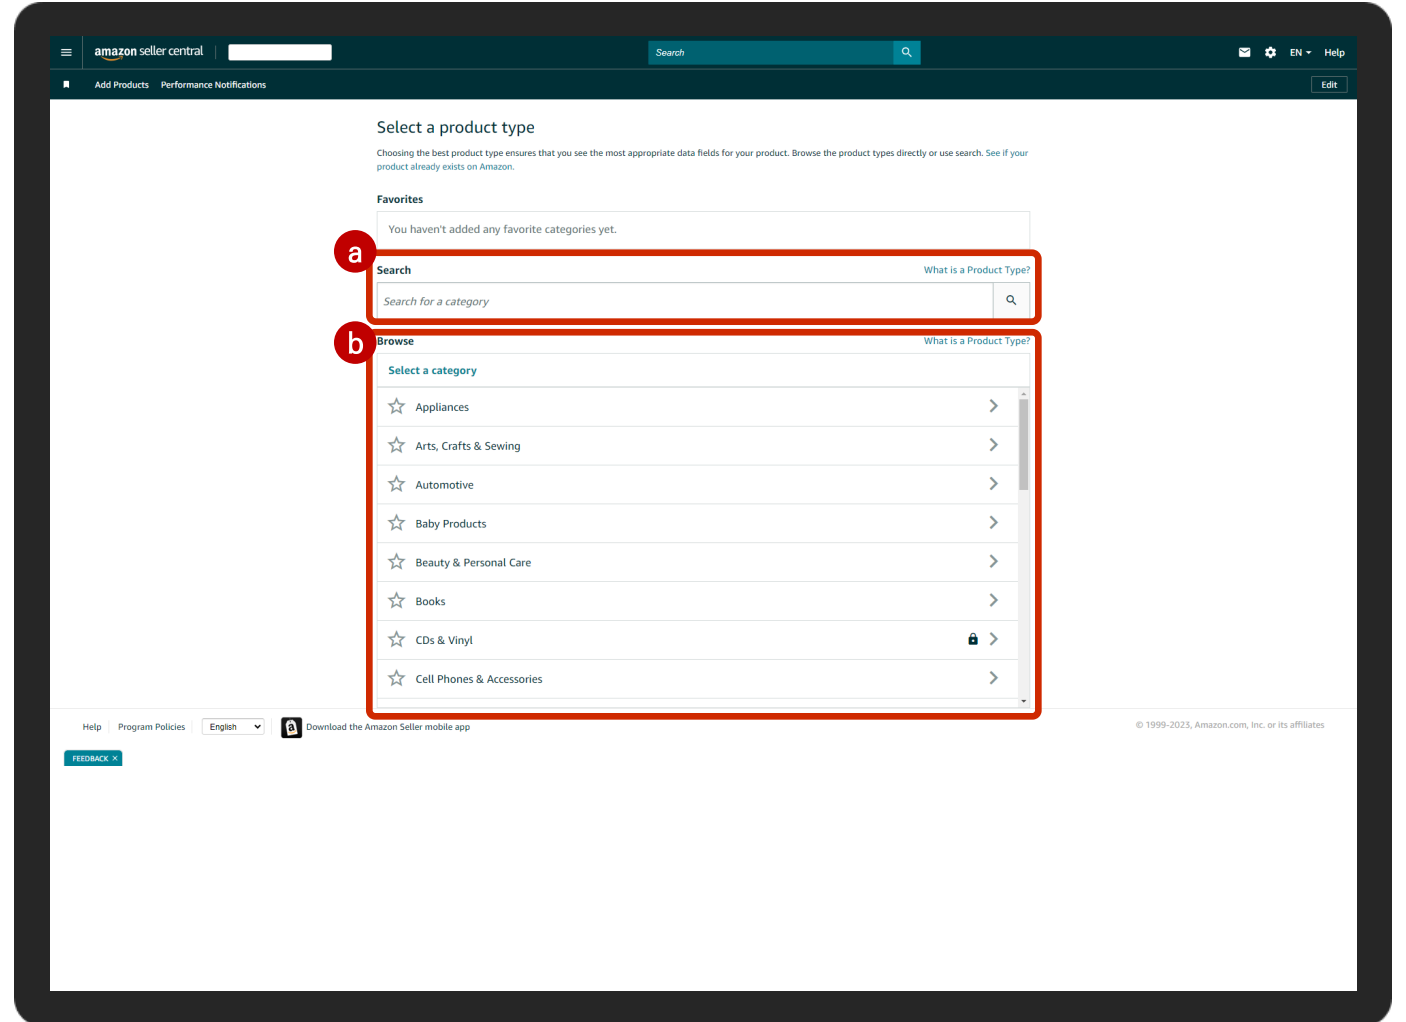 amazon seller central
Search
EN
Help
Add Products Performance Notifications
Edit
Select a product type
Choosing the best product type ensures that you see the most appropriate data fields for your product. Browse the product types directly or use search. See if your
product already exists on Amazon.
Favorites
You haven't added any favorite categories yet.
a
Search
What is a Product Type?
Search for a category
b
Browse
What is a Product Type?
Select a category
Appliances
Arts, Crafts & Sewing
Automotive
Baby Products
Beauty & Personal Care
Books
CDs & Vinyl
Cell Phones & Accessories
Help Program Policies English Download the Amazon Seller mobile app
© 1999-2023, Amazon.com, Inc. or its affiliates
FEEDBACK ×